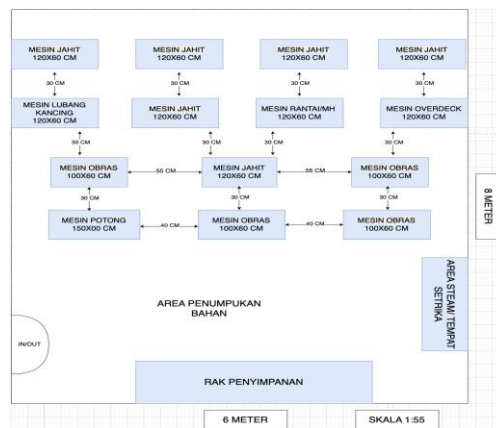 MESIN JAHIT
120X60 CM
MESIN JAHIT
120X60 CM
MESIN JAHIT
120X60 CM
MESIN JAHIT
120X60 CM
30 CM
30 CM
30 CM
30 CM
MESIN LUBANG
KANCING
120X60 CM
MESIN JAHIT
120X60 CM
MESIN RANTAI/MH
120X60 CM
MESIN OVERDECK
120X60 CM
30 CM
30 CM
30 CM
30 CM
MESIN OBRAS
100X60 CM
55 CM
MESIN JAHIT
120X60 CM
55 CM
MESIN OBRAS
100X60 CM
30 CM
30 CM
30 CM
MESIN POTONG
150X00 CM
40 CM
MESIN OBRAS
100X60 CM
40 CM
MESIN OBRAS
100X60 CM
8 METER
AREA STEAM/ TEMPAT
SETRIKA
AREA PENUMPUKAN
BAHAN
IN/OUT
RAK PENYIMPANAN
6 METER
SKALA 1:55